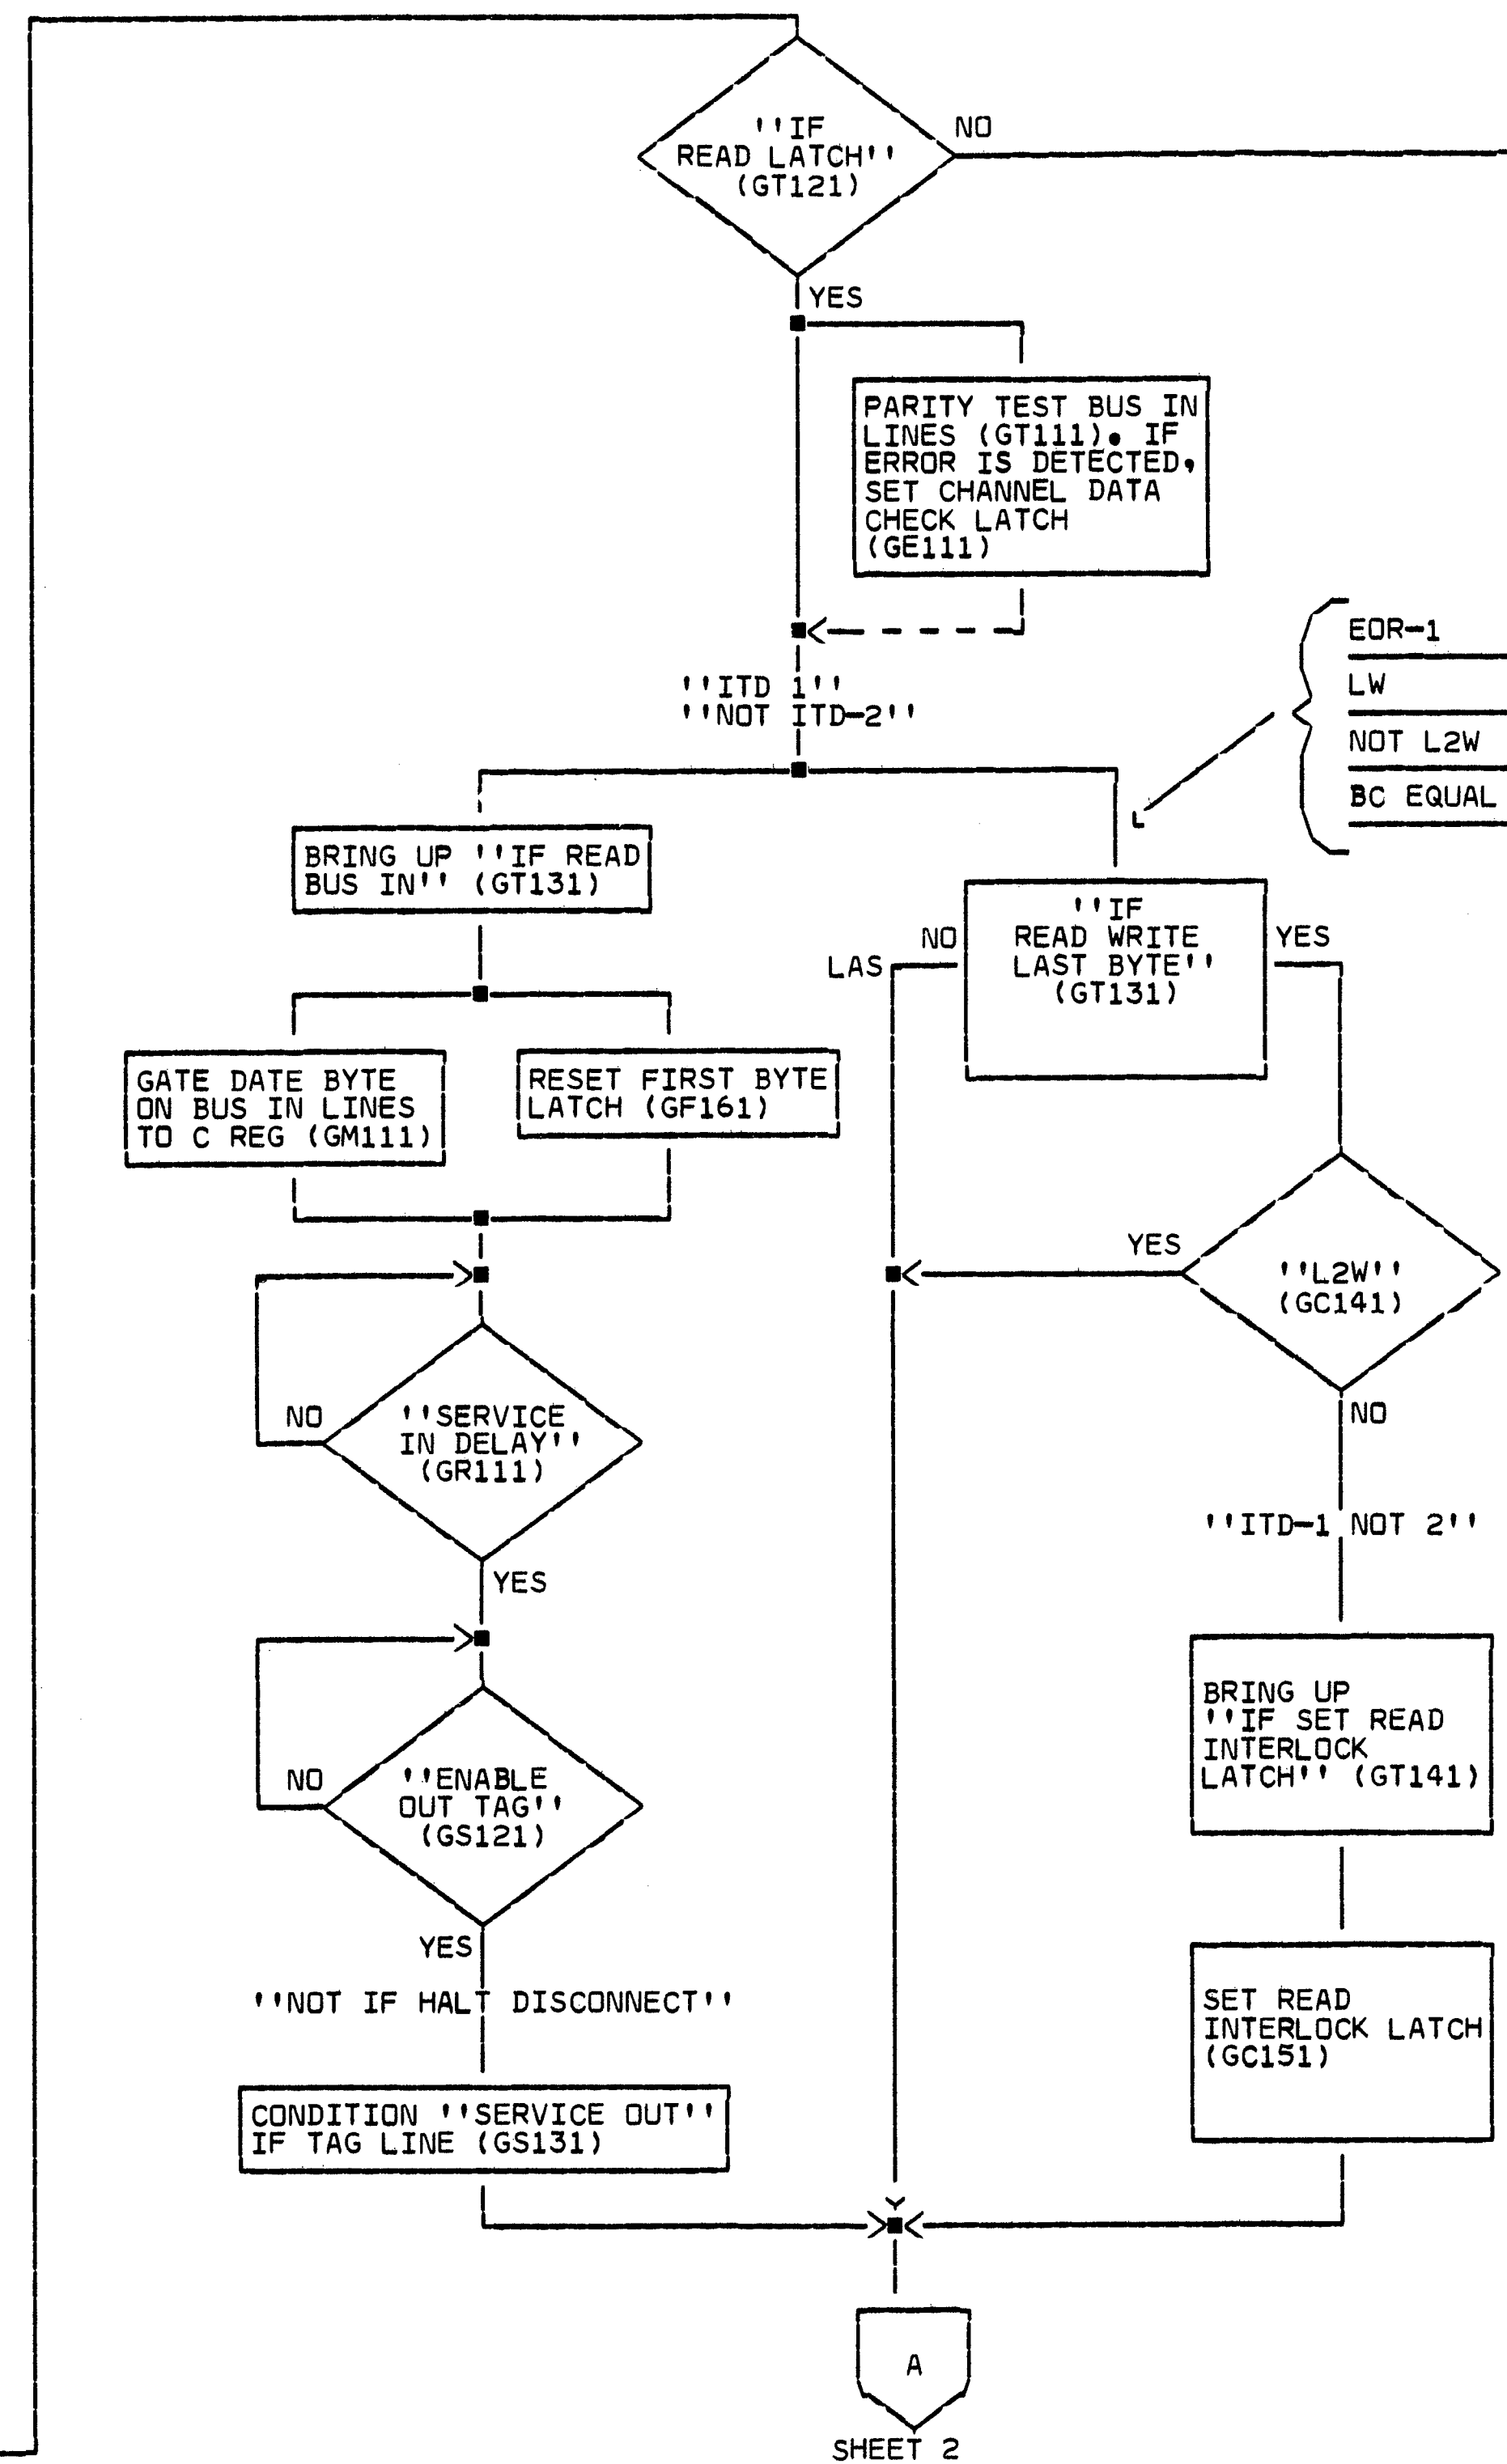 ''IF
READ LATCH''
(GT121)
NO
YES
PARITY TEST BUS IN
LINES (GT111). IF
ERROR IS DETECTED,
SET CHANNEL DATA
CHECK LATCH
(GE111)
''ITD 1''
''NOT ITD-2''
EOR-1
LW
NOT L2W
BC EQUAL
BRING UP ''IF READ
BUS IN'' (GT131)
''IF
READ WRITE
LAST BYTE''
(GT131)
NO
LAS
YES
GATE DATE BYTE
ON BUS IN LINES
TO C REG (GM111)
RESET FIRST BYTE
LATCH (GF161)
YES
''L2W''
(GC141)
NO
''SERVICE
IN DELAY''
(GR111)
NO
YES
''ITD-1 NOT 2''
BRING UP
''IF SET READ
INTERLOCK
LATCH'' (GT141)
''ENABLE
OUT TAG''
(GS121)
NO
YES
''NOT IF HALT DISCONNECT''
SET READ
INTERLOCK LATCH
(GC151)
CONDITION ''SERVICE OUT''
IF TAG LINE (GS131)
A
SHEET 2